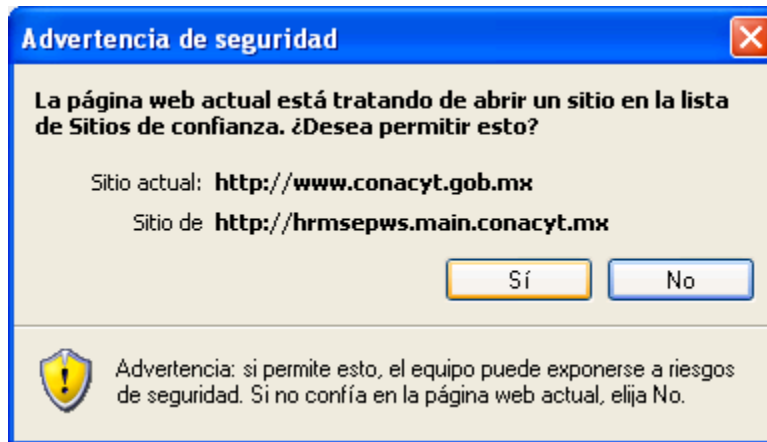 Advertencia de seguridad
La página web actual está tratando de abrir un sitio en la lista
de Sitios de confianza. ¿Desea permitir esto?
Sitio actual: http://www.conacyt.gob.mx
Sitio de http://hrmsepws.main.conacyt.mx
Sí No
Advertencia: si permite esto, el equipo puede exponerse a riesgos
de seguridad. Si no confía en la página web actual, elija No.